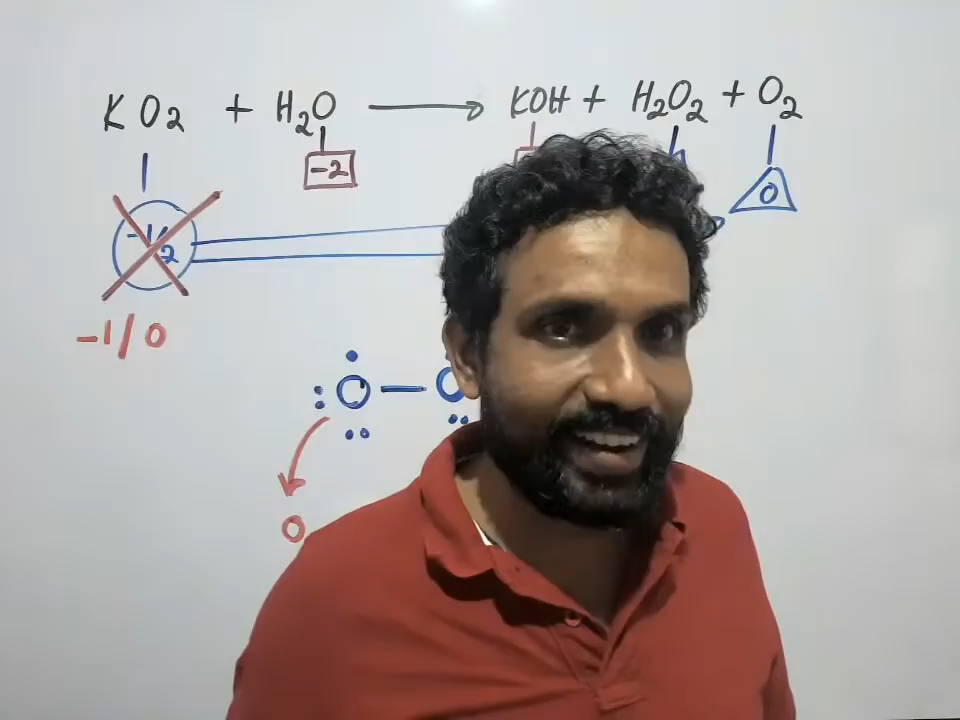 KO₂ + H₂O → KOH + H₂O₂ + O₂
-2
0
-1/2
-1/0
:O — O
0